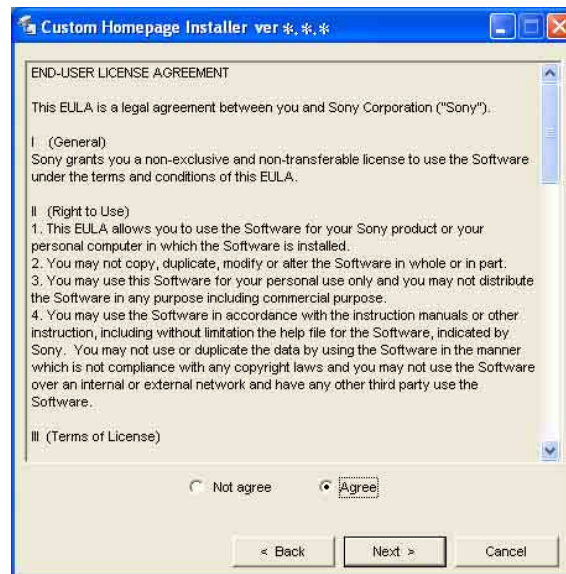 Custom Homepage Installer ver *.*.*
END-USER LICENSE AGREEMENT
This EULA is a legal agreement between you and Sony Corporation ("Sony").
I (General)
Sony grants you a non-exclusive and non-transferable license to use the Software
under the terms and conditions of this EULA.
II (Right to Use)
1. This EULA allows you to use the Software for your Sony product or your
personal computer in which the Software is installed.
2. You may not copy, duplicate, modify or alter the Software in whole or in part.
3. You may use this Software for your personal use only and you may not distribute
the Software in any purpose including commercial purpose.
4. You may use the Software in accordance with the instruction manuals or other
instruction, including without limitation the help file for the Software, indicated by
Sony. You may not use or duplicate the data by using the Software in the manner
which is not compliance with any copyright laws and you may not use the Software
over an internal or external network and have any other third party use the
Software.
III (Terms of License)
Not agree Agree
< Back Next > Cancel